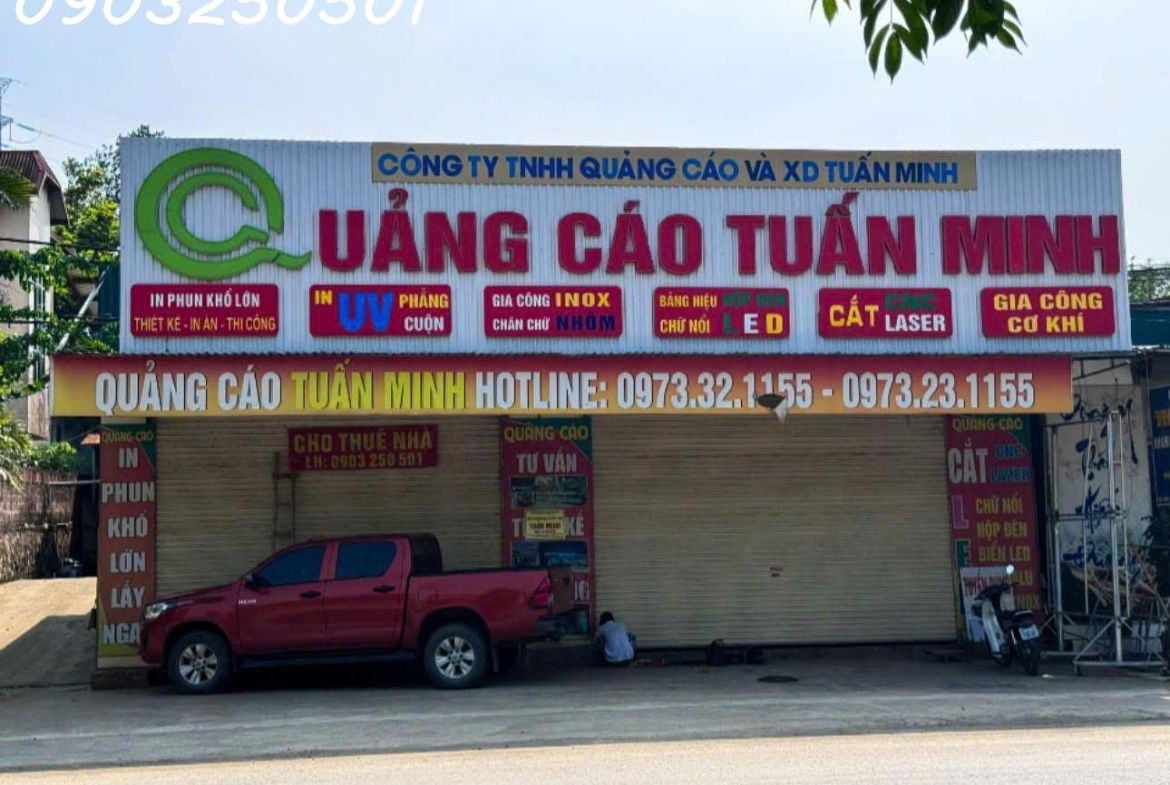 0903250501
CÔNG TY TNHH QUẢNG CÁO VÀ XD TUẤN MINH
QUẢNG CÁO TUẤN MINH
IN PHUN KHỔ LỚN
THIẾT KẾ - IN ẤN - THI CÔNG
IN UV PHẲNG
CUỘN
GIA CÔNG INOX
CHÂN CHỮ NHÔM
BẢNG HIỆU HỘP ĐÈN
CHỮ NỔI LED
CẮT CNC
LASER
GIA CÔNG
CƠ KHÍ
QUẢNG CÁO TUẤN MINH HOTLINE: 0973.32.1155 - 0973.23.1155
QUẢNG CÁO
IN
PHUN
KHỔ
LỚN
LẤY
NGA
CHO THUÊ NHÀ
LH: 0903 250 501
QUẢNG CÁO
TƯ VẤN
KẾ
TUẤN MINH
QUẢNG CÁO
CẮT CNC
LAZER
L CHỮ NỔI
HỘP ĐÈN
E BIỂN LED